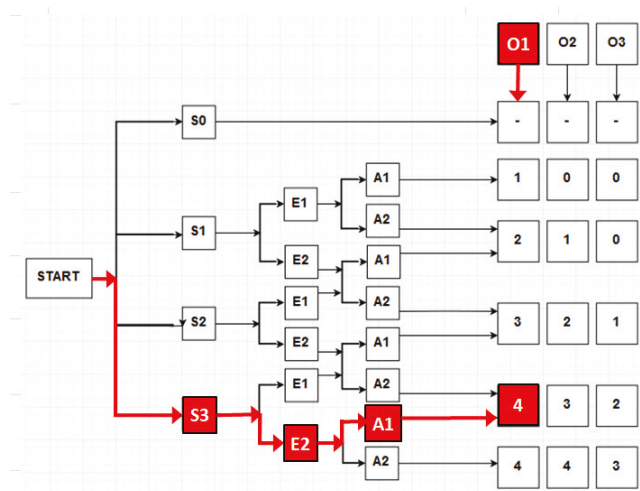 O1 O2 O3
S0 - - -
A1 1 0 0
E1
A2
S1 2 1 0
E2 A1
START
E1 A2
S2 3 2 1
E2 A1
E1 A2
S3 4 3 2
A1
E2
A2 4 4 3